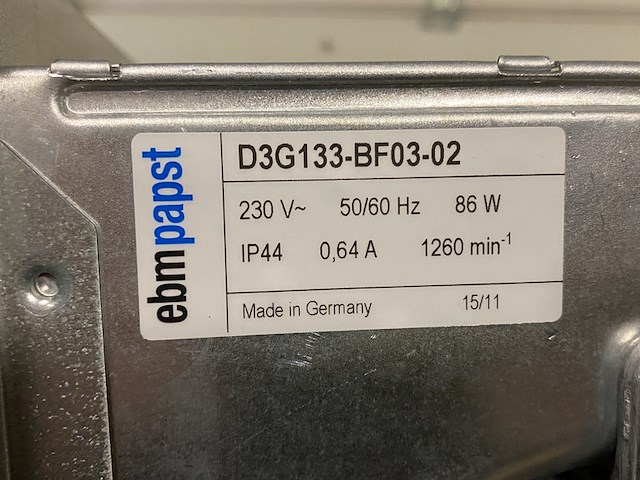 ebmpapst
D3G133-BF03-02
230 V~ 50/60 Hz 86 W
IP44 0,64 A 1260 min-1
Made in Germany 15/11